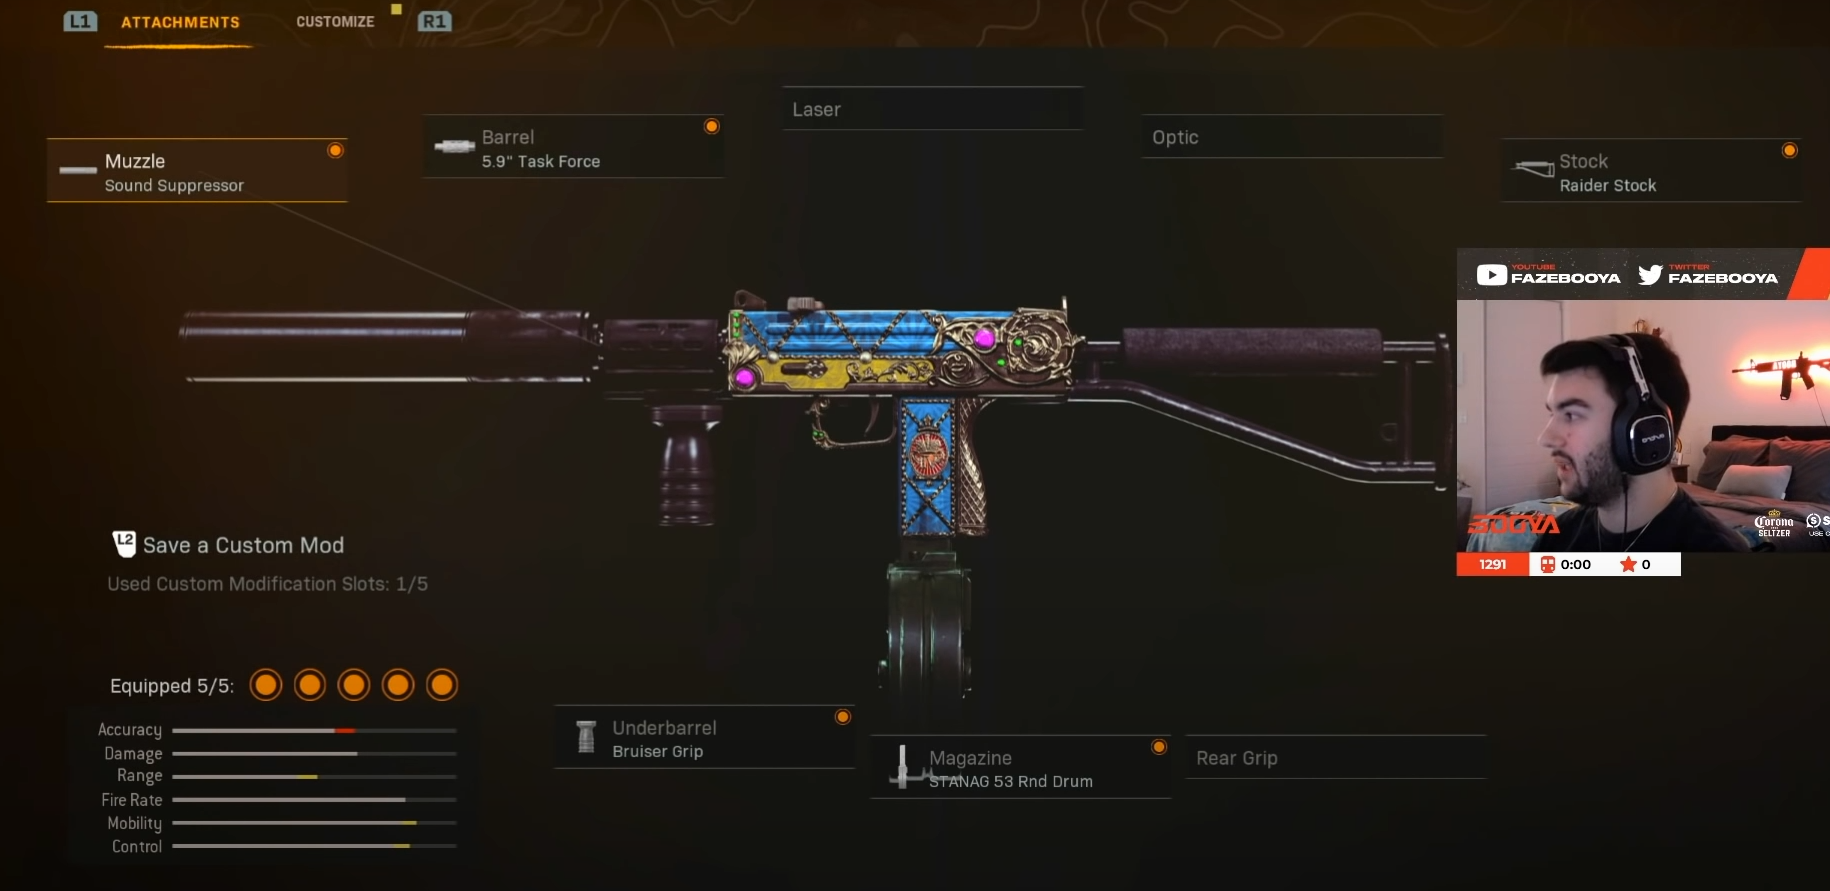 L1 ATTACHMENTS CUSTOMIZE R1
Laser
Barrel
5.9" Task Force
Optic
Muzzle
Sound Suppressor
Stock
Raider Stock
YOUTUBE
FAZEBOOYA
TWITTER
FAZEBOOYA
BOOYA
Corona
SELTZER
1291 0:00 0
L2 Save a Custom Mod
Used Custom Modification Slots: 1/5
Equipped 5/5:
Accuracy
Damage
Range
Fire Rate
Mobility
Control
Underbarrel
Bruiser Grip
Magazine
STANAG 53 Rnd Drum
Rear Grip